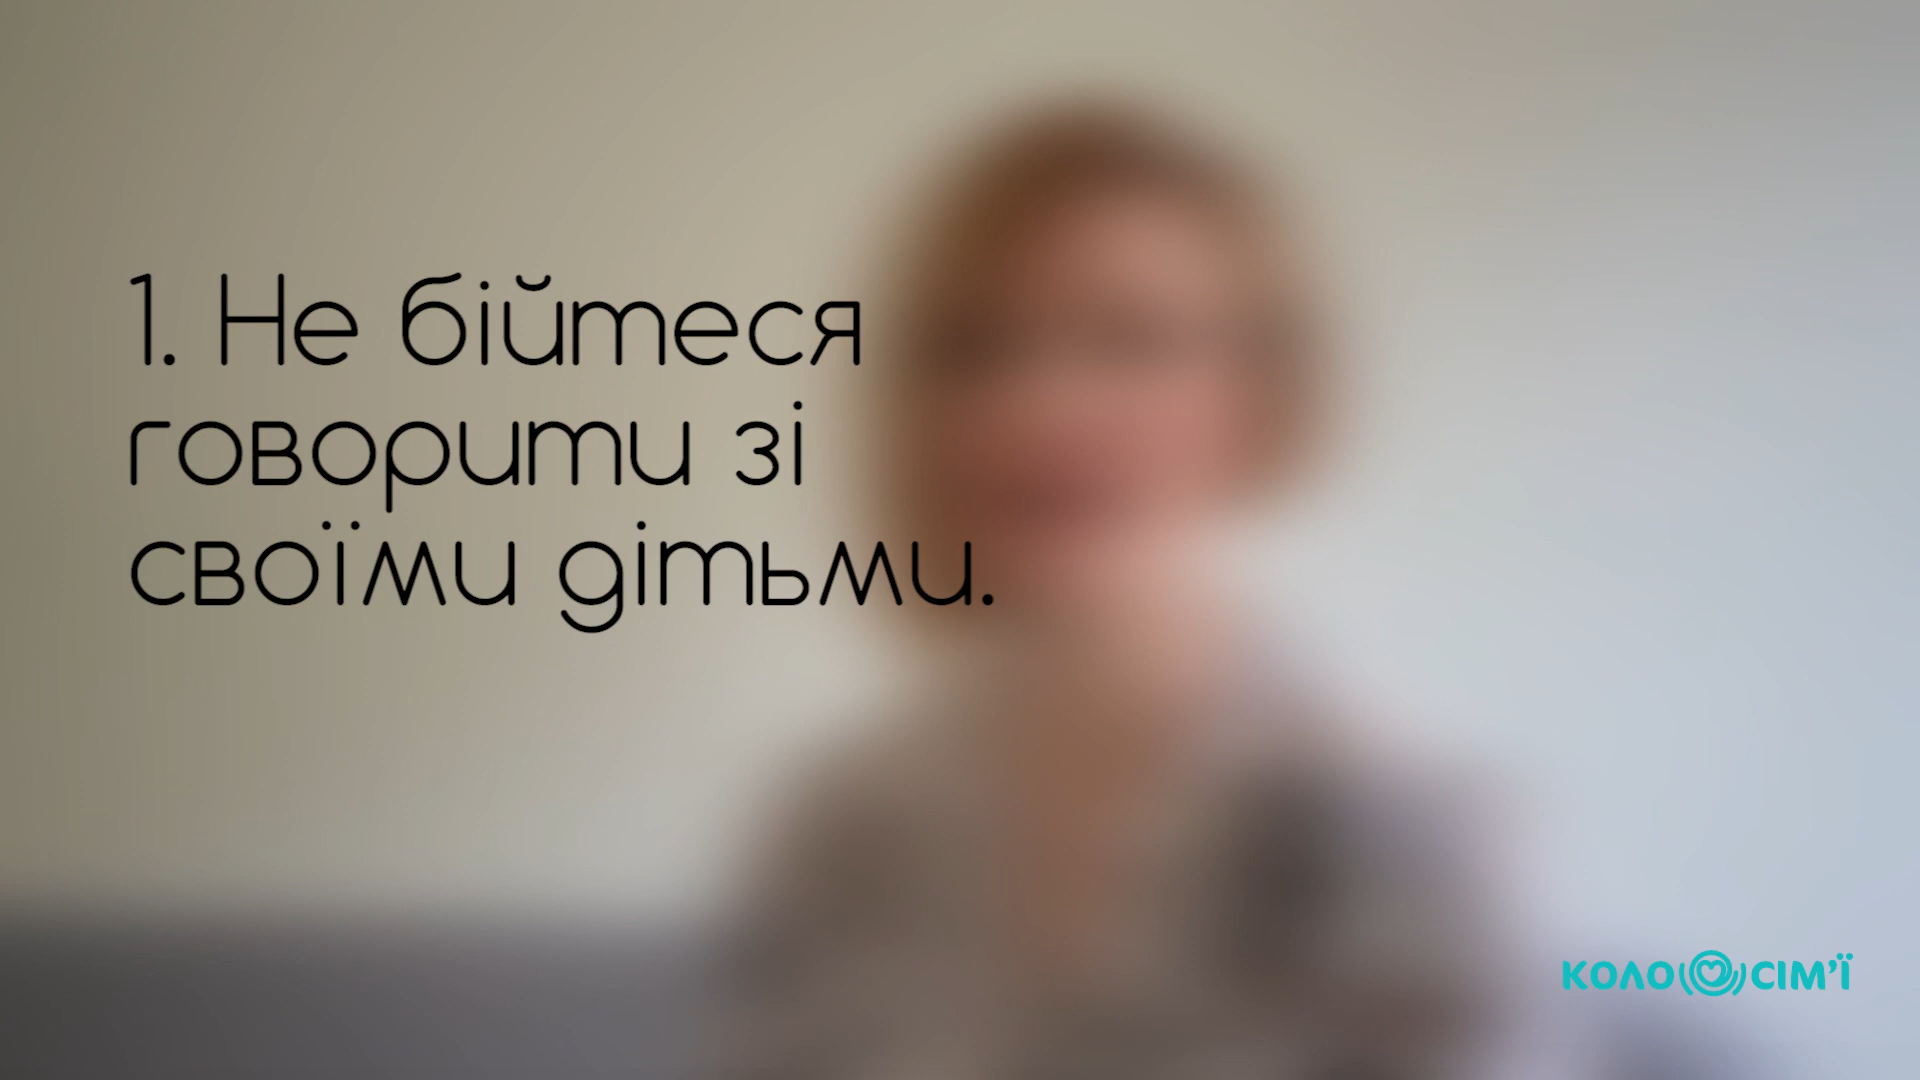 1. Не бійтеся
говорити зі
своїми дітьми.
КОЛО СІМ'Ї